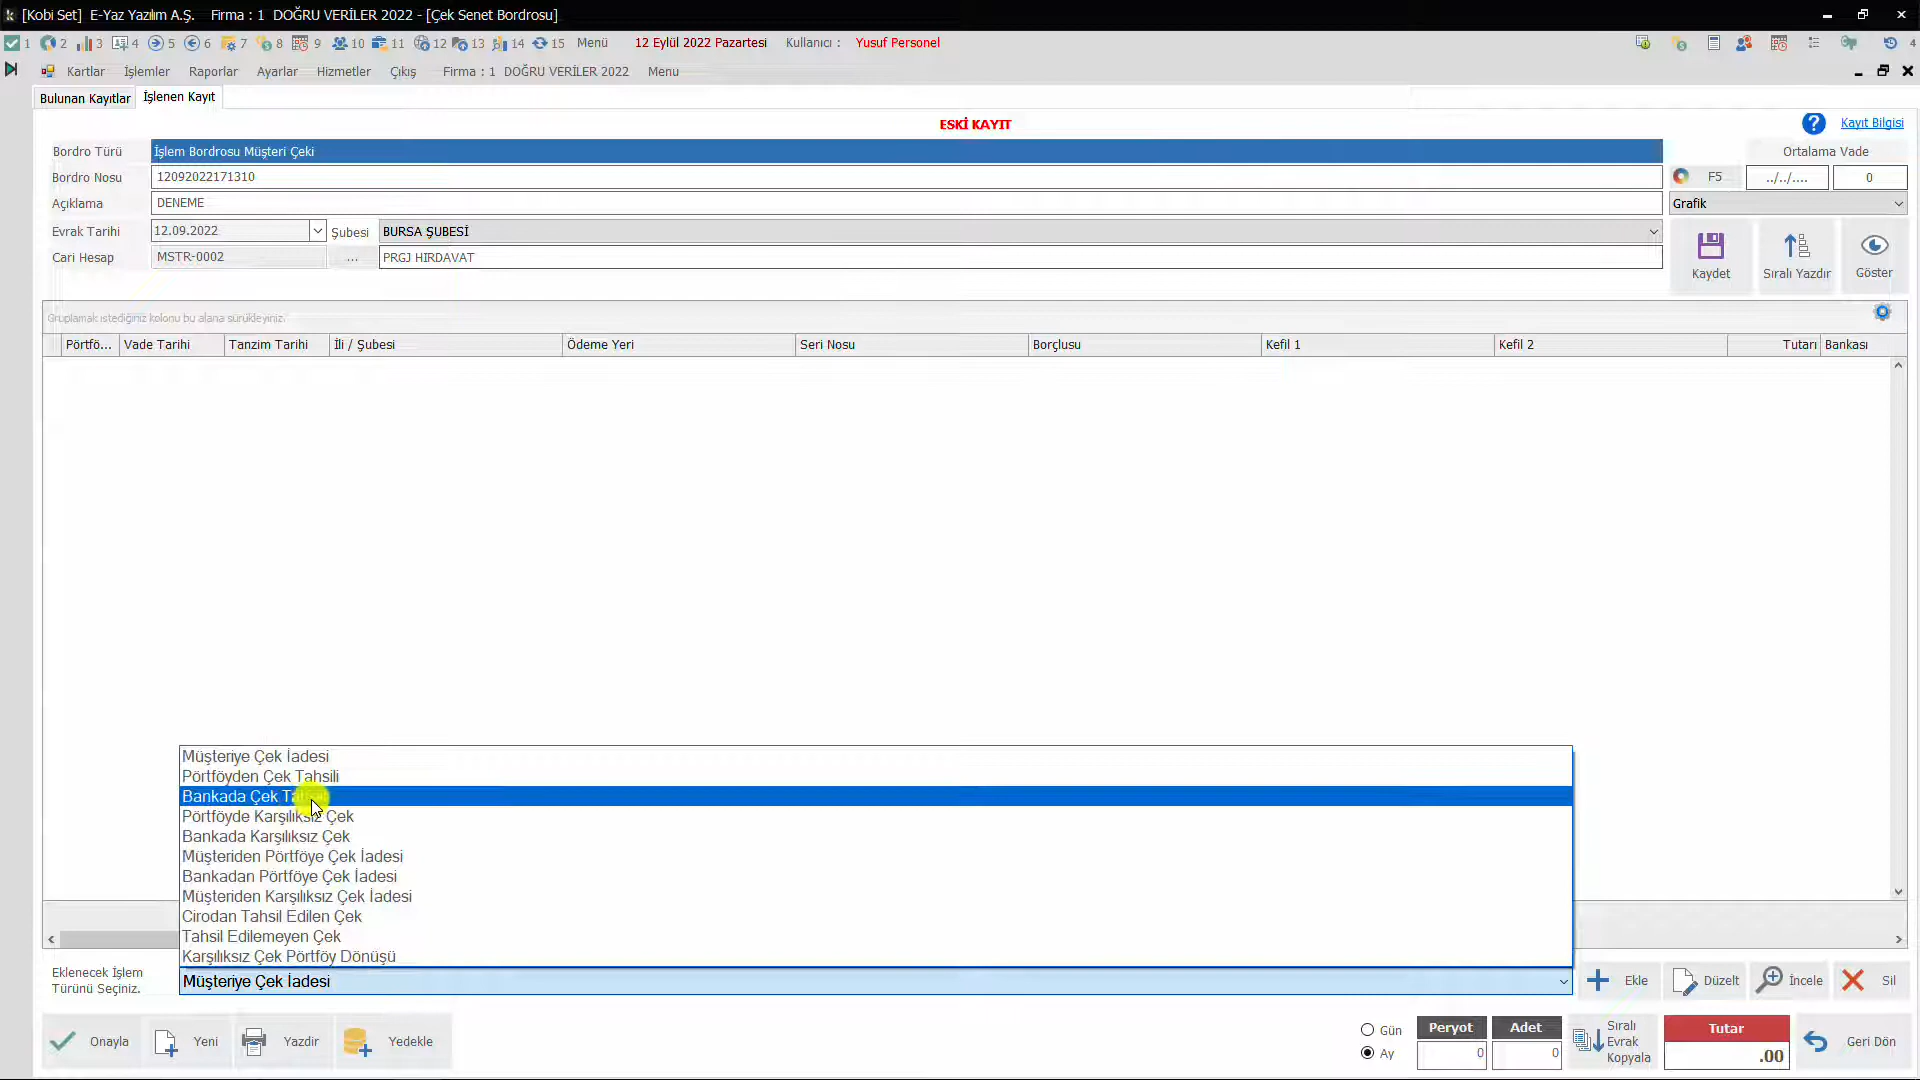 [Kobi Set] E-Yaz Yazılım A.Ş. Firma : 1 DOĞRU VERİLER 2022 - [Çek Senet Bordrosu]
1 2 3 4 5 6 7 8 9 10 11 12 13 14 15 Menü 12 Eylül 2022 Pazartesi Kullanıcı : Yusuf Personel 4
Kartlar İşlemler Raporlar Ayarlar Hizmetler Çıkış Firma : 1 DOĞRU VERİLER 2022 Menu
Bulunan Kayıtlar İşlenen Kayıt
ESKİ KAYIT
? Kayıt Bilgisi
Bordro Türü İşlem Bordrosu Müşteri Çeki Ortalama Vade
Bordro Nosu 12092022171310 F5 ../../.... 0
Açıklama DENEME Grafik
Evrak Tarihi 12.09.2022 Şubesi BURSA ŞUBESİ
Cari Hesap MSTR-0002 ... PRGJ HIRDAVAT
Kaydet Sıralı Yazdır Göster
Gruplamak istediğiniz kolonu bu alana sürükleyiniz.
Pörtfö... Vade Tarihi Tanzim Tarihi İli / Şubesi Ödeme Yeri Seri Nosu Borçlusu Kefil 1 Kefil 2 Tutarı Bankası
Müşteriye Çek İadesi
Pörtföyden Çek Tahsili
Bankada Çek
Pörtföyde Karşılıksız Çek
Bankada Karşılıksız Çek
Müşteriden Pörtföye Çek İadesi
Bankadan Pörtföye Çek İadesi
Müşteriden Karşılıksız Çek İadesi
Cirodan Tahsil Edilen Çek
Tahsil Edilemeyen Çek
Karşılıksız Çek Pörtföy Dönüşü
Eklenecek İşlem
Türünü Seçiniz.
Müşteriye Çek İadesi
Ekle Düzelt İncele Sil
Onayla Yeni Yazdır Yedekle
Gün
Ay
Peryot Adet
0 0
Sıralı
Evrak
Kopyala
Tutar
.00
Geri Dön